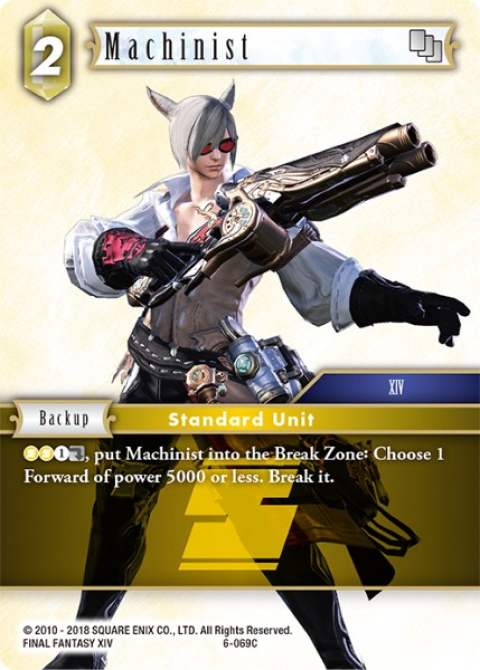 2
Machinist
XIV
Backup
Standard Unit
1, put Machinist into the Break Zone: Choose 1
Forward of power 5000 or less. Break it.
© 2010 - 2018 SQUARE ENIX CO., LTD. All Rights Reserved.
FINAL FANTASY XIV
6-069C